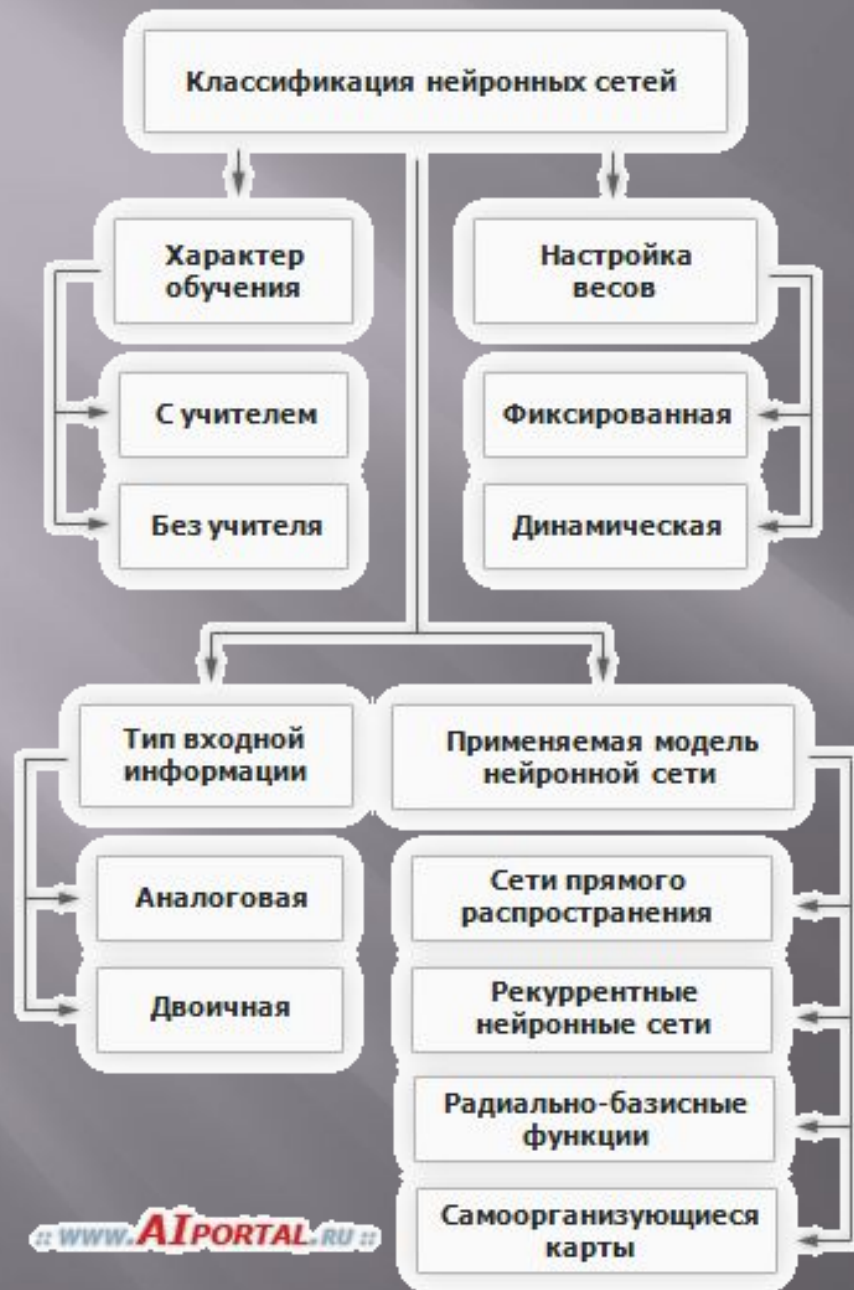 Классификация нейронных сетей
Характер
обучения
С учителем
Без учителя
Настройка
весов
Фиксированная
Динамическая
Тип входной
информации
Аналоговая
Двоичная
Применяемая модель
нейронной сети
Сети прямого
распространения
Рекуррентные
нейронные сети
Радиально-базисные
функции
Самоорганизующиеся
карты
:: www.AIPORTAL.RU ::